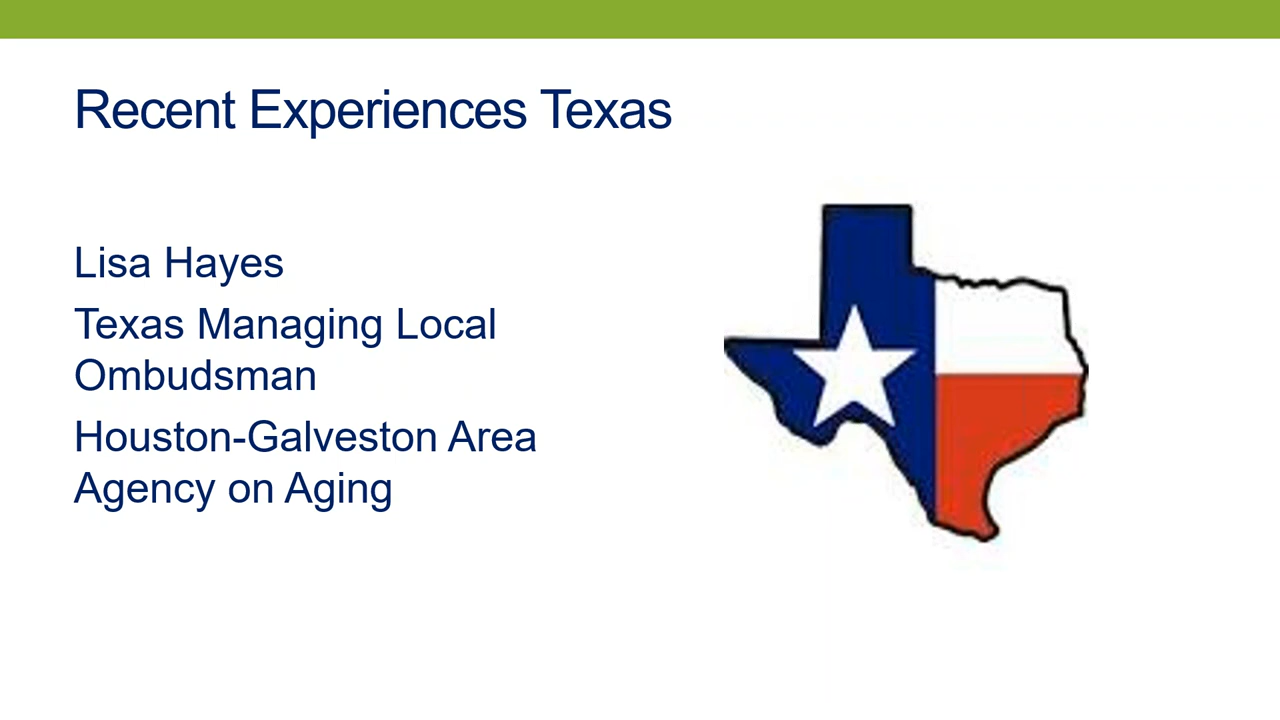 Recent Experiences Texas
Lisa Hayes
Texas Managing Local
Ombudsman
Houston-Galveston Area
Agency on Aging